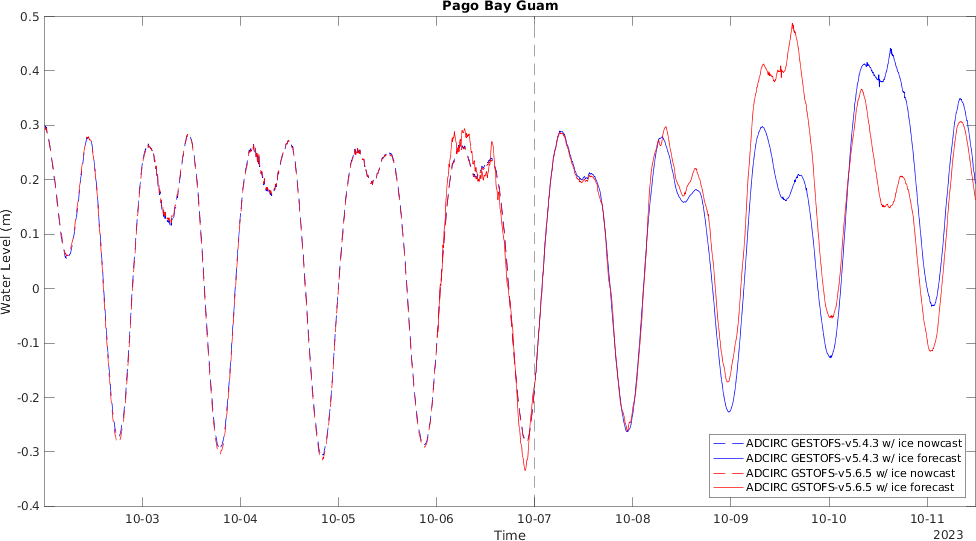 Pago Bay Guam
0.5
0.4
0.3
0.2
0.1
0
-0.1
-0.2
-0.3
-0.4
Water Level (m)
10-03 10-04 10-05 10-06 10-07 10-08 10-09 10-10 10-11
Time
2023
ADCIRC GESTOFS-v5.4.3 w/ ice nowcast
ADCIRC GESTOFS-v5.4.3 w/ ice forecast
ADCIRC GSTOFS-v5.6.5 w/ ice nowcast
ADCIRC GSTOFS-v5.6.5 w/ ice forecast